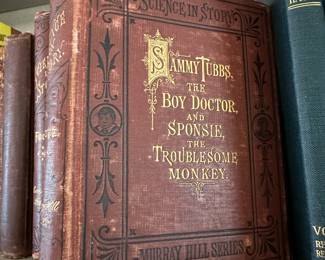 SCIENCE IN STORY.
SAMMY TUBBS,
THE
BOY DOCTOR,
AND
SPONSIE,
THE
TROUBLESOME
MONKEY.
MURRAY HILL SERIES